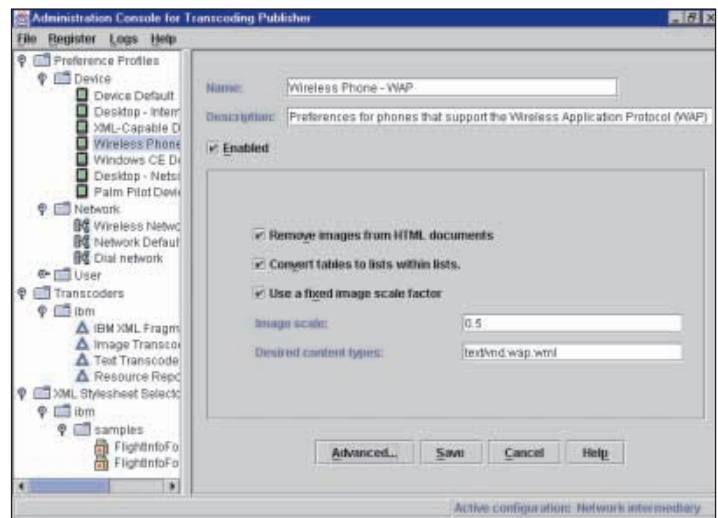 Administration Console for Transcoding Publisher
File Register Logs Help
Preference Profiles
Device
Device Default
Desktop - Intern
XML-Capable D
Wireless Phone
Windows CE De
Desktop - Nets
Palm Pilot Devi
Network
Wireless Netwo
Network Defaul
Dial network
User
Transcoders
ibm
IBM XML Fragm
Image Transco
Text Transcode
Resource Repo
XML Stylesheet Selecto
ibm
samples
FlightInfoFo
FlightInfoFo
Name: Wireless Phone - WAP
Description: Preferences for phones that support the Wireless Application Protocol (WAP)
Enabled
Remove images from HTML documents
Convert tables to lists within lists.
Use a fixed image scale factor
Image scale: 0.5
Desired content types: text/vnd.wap.wml
Advanced... Save Cancel Help
Active configuration: Network intermediary